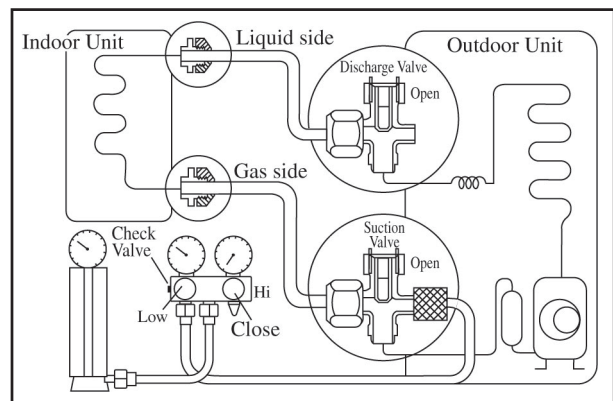 Indoor Unit
Liquid side
Outdoor Unit
Discharge Valve
Open
Gas side
Suction
Valve
Open
Check
Valve
Low
Hi
Close